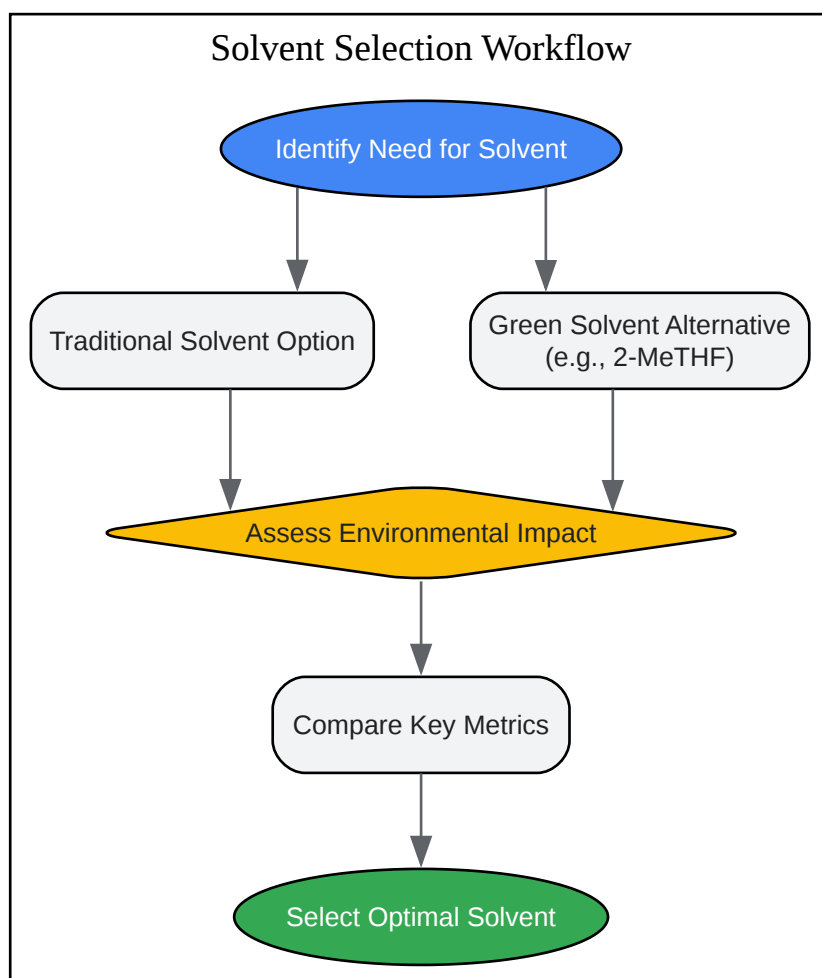 Solvent Selection Workflow
Identify Need for Solvent
Traditional Solvent Option
Green Solvent Alternative
(e.g., 2-MeTHF)
Assess Environmental Impact
Compare Key Metrics
Select Optimal Solvent